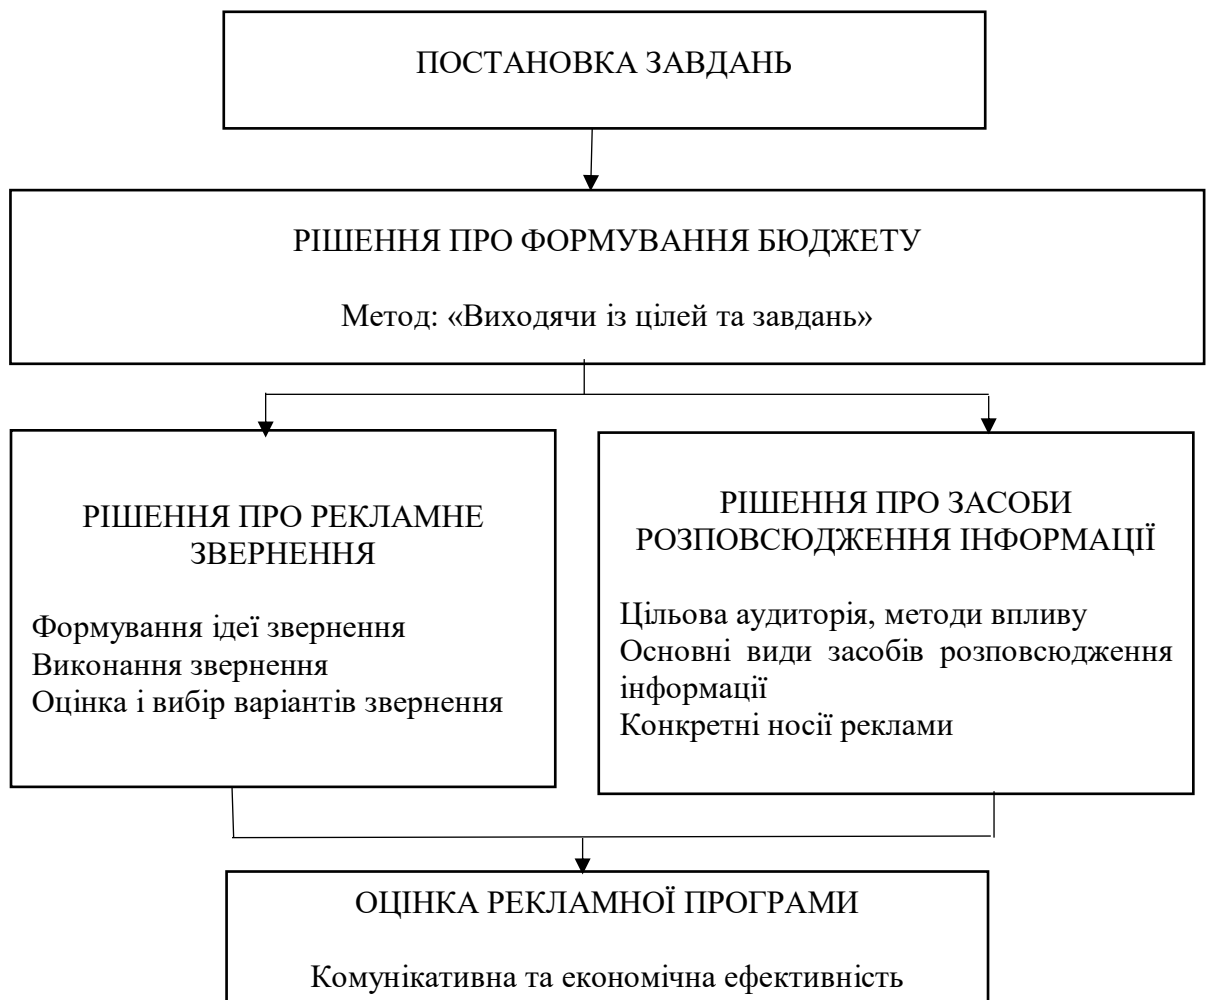 ПОСТАНОВКА ЗАВДАНЬ
РІШЕННЯ ПРО ФОРМУВАННЯ БЮДЖЕТУ
Метод: «Виходячи із цілей та завдань»
РІШЕННЯ ПРО РЕКЛАМНЕ
ЗВЕРНЕННЯ
Формування ідеї звернення
Виконання звернення
Оцінка і вибір варіантів звернення
РІШЕННЯ ПРО ЗАСОБИ
РОЗПОВСЮДЖЕННЯ ІНФОРМАЦІЇ
Цільова аудиторія, методи впливу
Основні види засобів розповсюдження
інформації
Конкретні носії реклами
ОЦІНКА РЕКЛАМНОЇ ПРОГРАМИ
Комунікативна та економічна ефективність